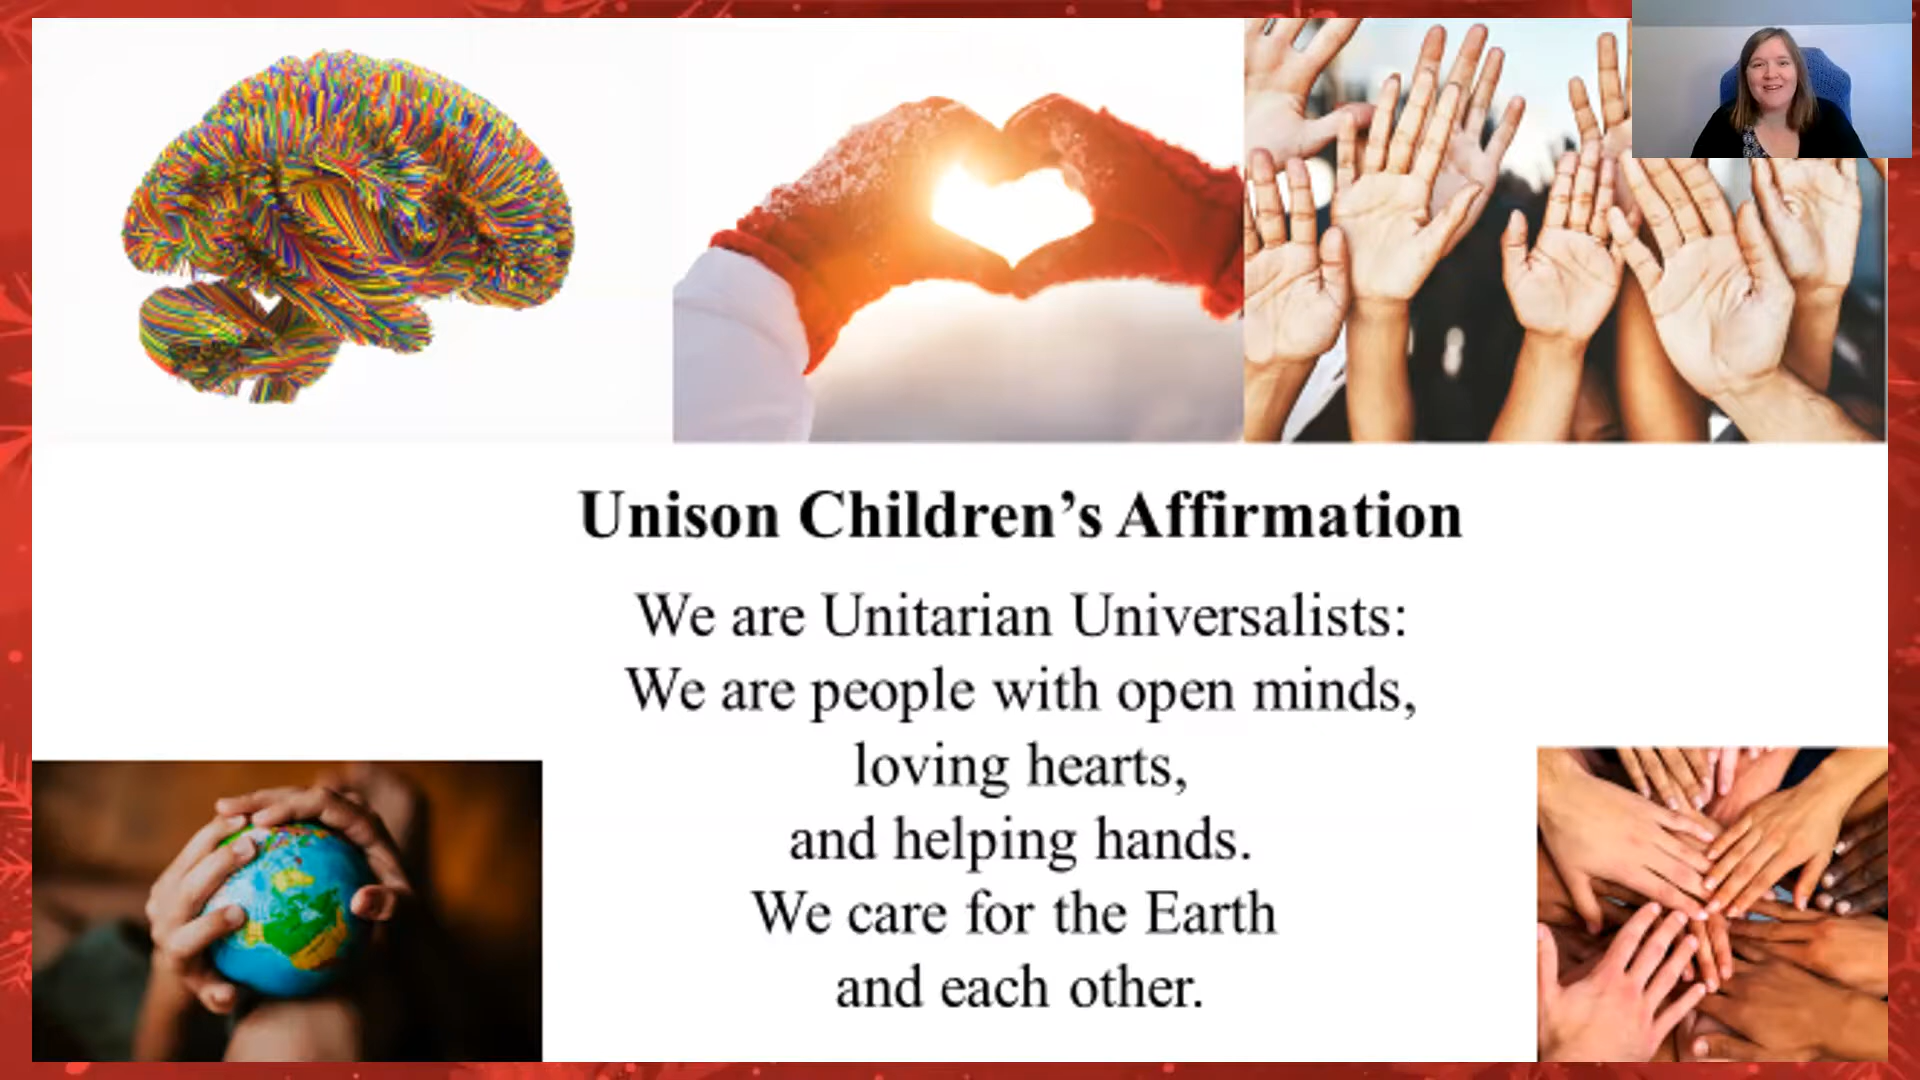 Unison Children’s Affirmation
We are Unitarian Universalists:
We are people with open minds,
loving hearts,
and helping hands.
We care for the Earth
and each other.